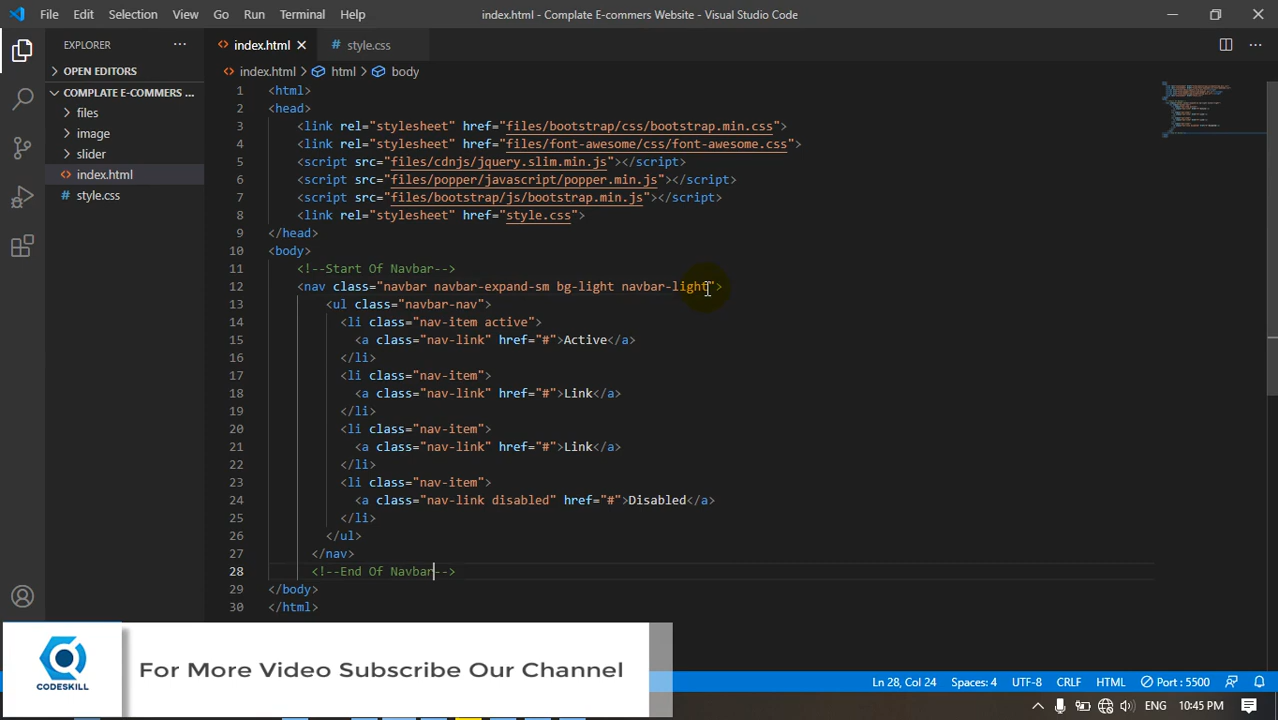 File Edit Selection View Go Run Terminal Help index.html - Complate E-commers Website - Visual Studio Code
EXPLORER ··· index.html style.css ···
OPEN EDITORS index.html > html > body
COMPLATE E-COMMERS ...
files
image
slider
index.html
style.css
1 <html>
2 <head>
3 <link rel="stylesheet" href="files/bootstrap/css/bootstrap.min.css">
4 <link rel="stylesheet" href="files/font-awesome/css/font-awesome.css">
5 <script src="files/cdnjs/jquery.slim.min.js"></script>
6 <script src="files/popper/javascript/popper.min.js"></script>
7 <script src="files/bootstrap/js/bootstrap.min.js"></script>
8 <link rel="stylesheet" href="style.css">
9 </head>
10 <body>
11 <!--Start Of Navbar-->
12 <nav class="navbar navbar-expand-sm bg-light navbar-light">
13 <ul class="navbar-nav">
14 <li class="nav-item active">
15 <a class="nav-link" href="#">Active</a>
16 </li>
17 <li class="nav-item">
18 <a class="nav-link" href="#">Link</a>
19 </li>
20 <li class="nav-item">
21 <a class="nav-link" href="#">Link</a>
22 </li>
23 <li class="nav-item">
24 <a class="nav-link disabled" href="#">Disabled</a>
25 </li>
26 </ul>
27 </nav>
28 <!--End Of Navbar-->
29 </body>
30 </html>
CODESKILL
For More Video Subscribe Our Channel
Ln 28, Col 24 Spaces: 4 UTF-8 CRLF HTML Port : 5500
10:45 PM